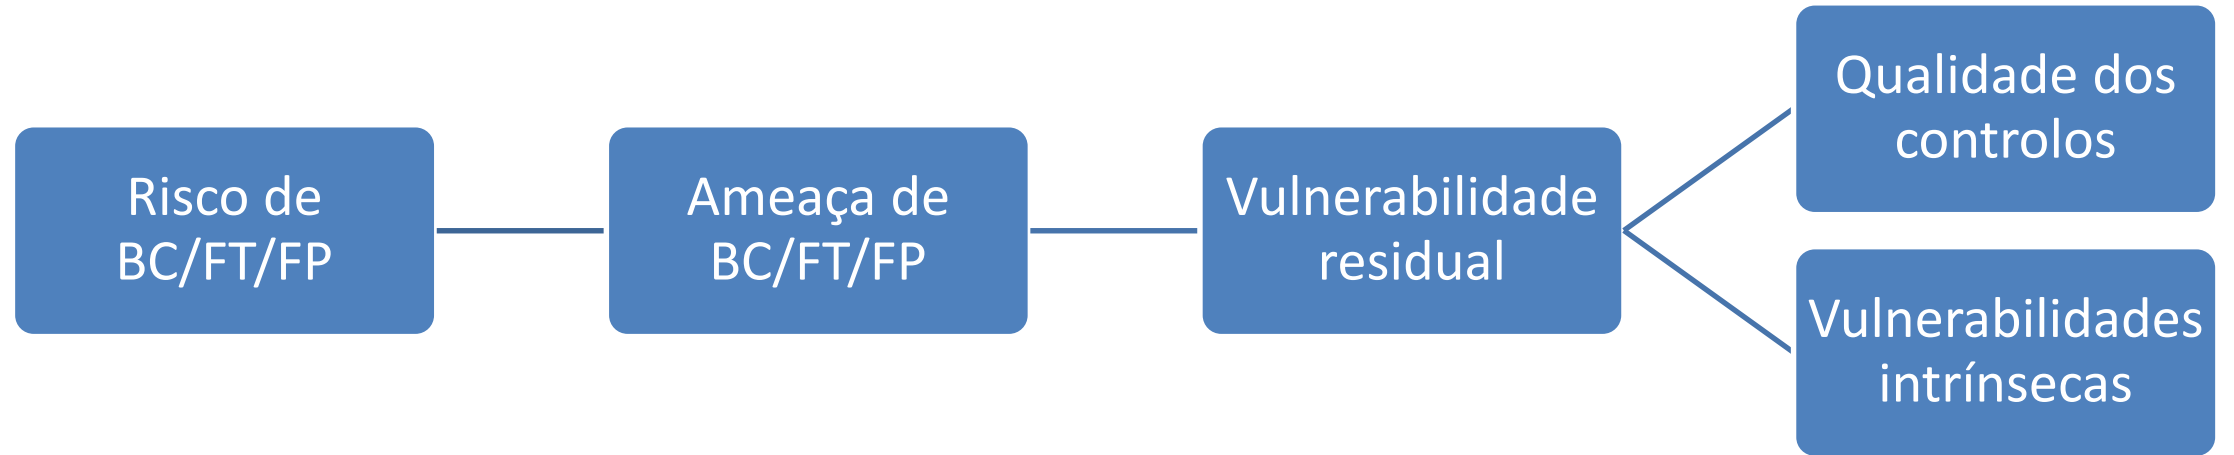 Risco de
BC/FT/FP
Ameaça de
BC/FT/FP
Vulnerabilidade
residual
Qualidade dos
controlos
Vulnerabilidades
intrínsecas